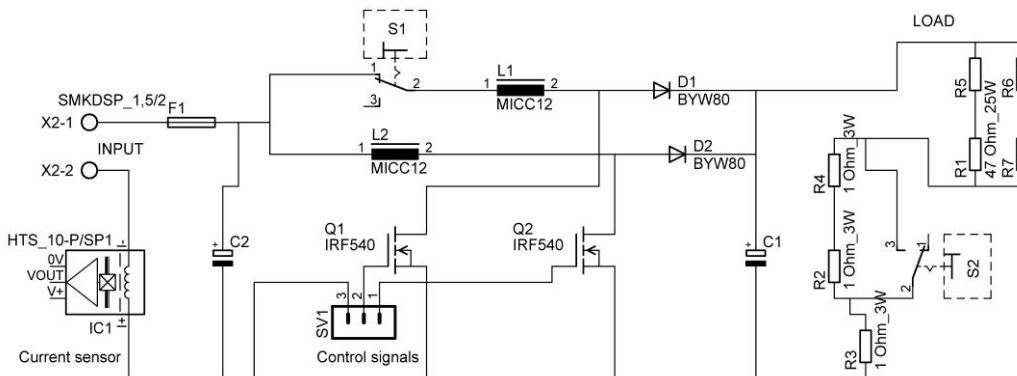 S1
LOAD
1
2
3
L1
1
2
MICC12
D1
BYW80
SMKDSP_1,5/2
F1
X2-1
INPUT
X2-2
L2
1
2
MICC12
D2
BYW80
R5
R6
47 Ohm_25W
R1
R7
1 Ohm_3W
R4
1 Ohm_3W
R2
3
1
2
S2
1 Ohm_3W
R3
HTS_10-P/SP1
0V
VOUT
V+
-
+
IC1
Current sensor
+
C2
Q1
IRF540
Q2
IRF540
3
2
1
SV1
Control signals
+
C1